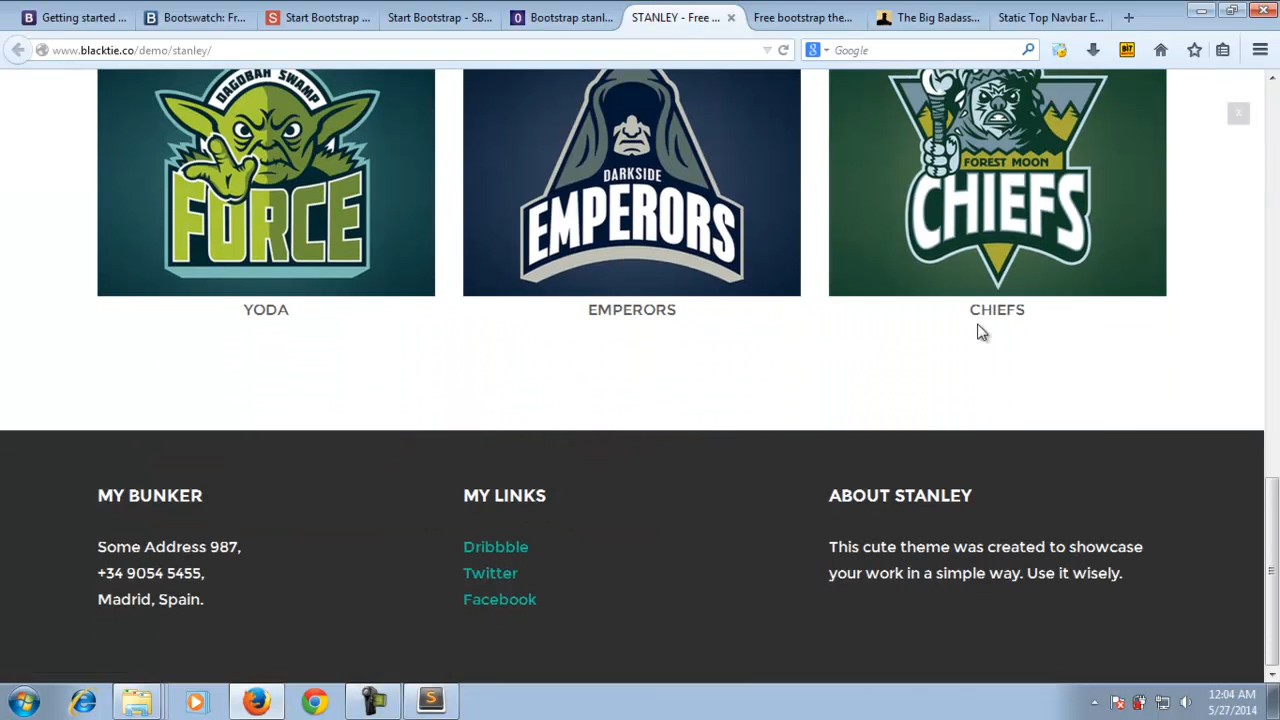 Getting started ...
Bootswatch: Fr...
Start Bootstrap ...
Start Bootstrap - SB...
Bootstrap stanl...
STANLEY - Free ...
Free bootstrap the...
The Big Badass...
Static Top Navbar E...
www.blacktie.co/demo/stanley/
Google
DAGOBAH SWAMP
FORCE
DARKSIDE
EMPERORS
FOREST MOON
CHIEFS
x
YODA
EMPERORS
CHIEFS
MY BUNKER
MY LINKS
ABOUT STANLEY
Some Address 987,
+34 9054 5455,
Madrid, Spain.
Dribbble
Twitter
Facebook
This cute theme was created to showcase
your work in a simple way. Use it wisely.
12:04 AM
5/27/2014